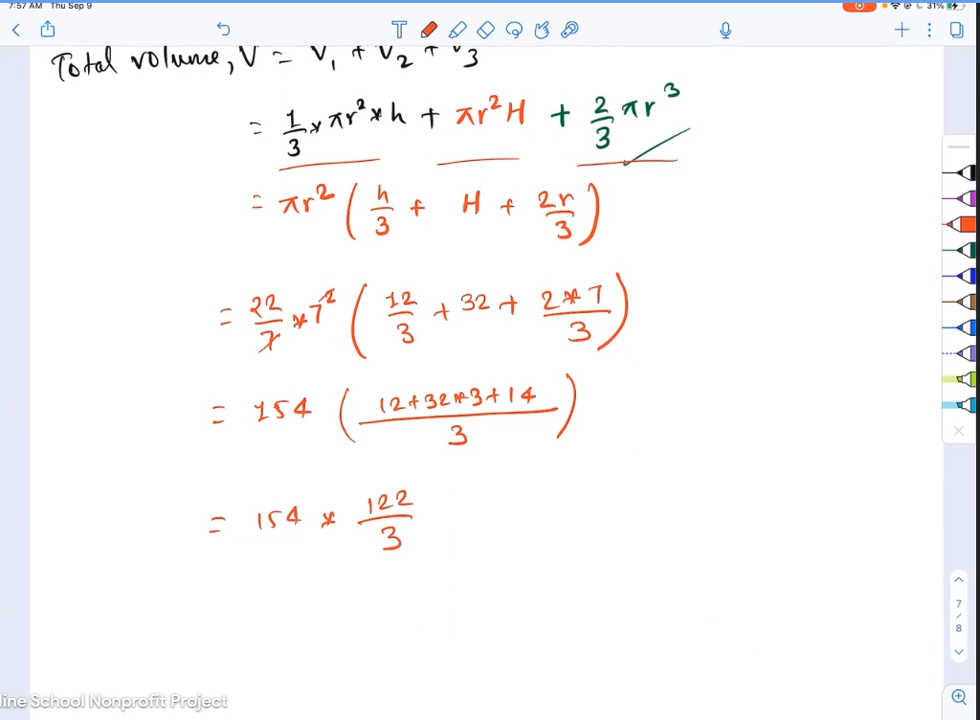 7:57 AM Thu Sep 9
31%
Total volume, V = V₁ + V₂ + V₃
= 1/3 * πr² * h + πr²H + 2/3 πr³
= πr² (h/3 + H + 2r/3)
= 22/7 * 7² (12/3 + 32 + 2*7/3)
= 154 (12+32*3+14/3)
= 154 * 122/3
7
/
8
line School Nonprofit Project